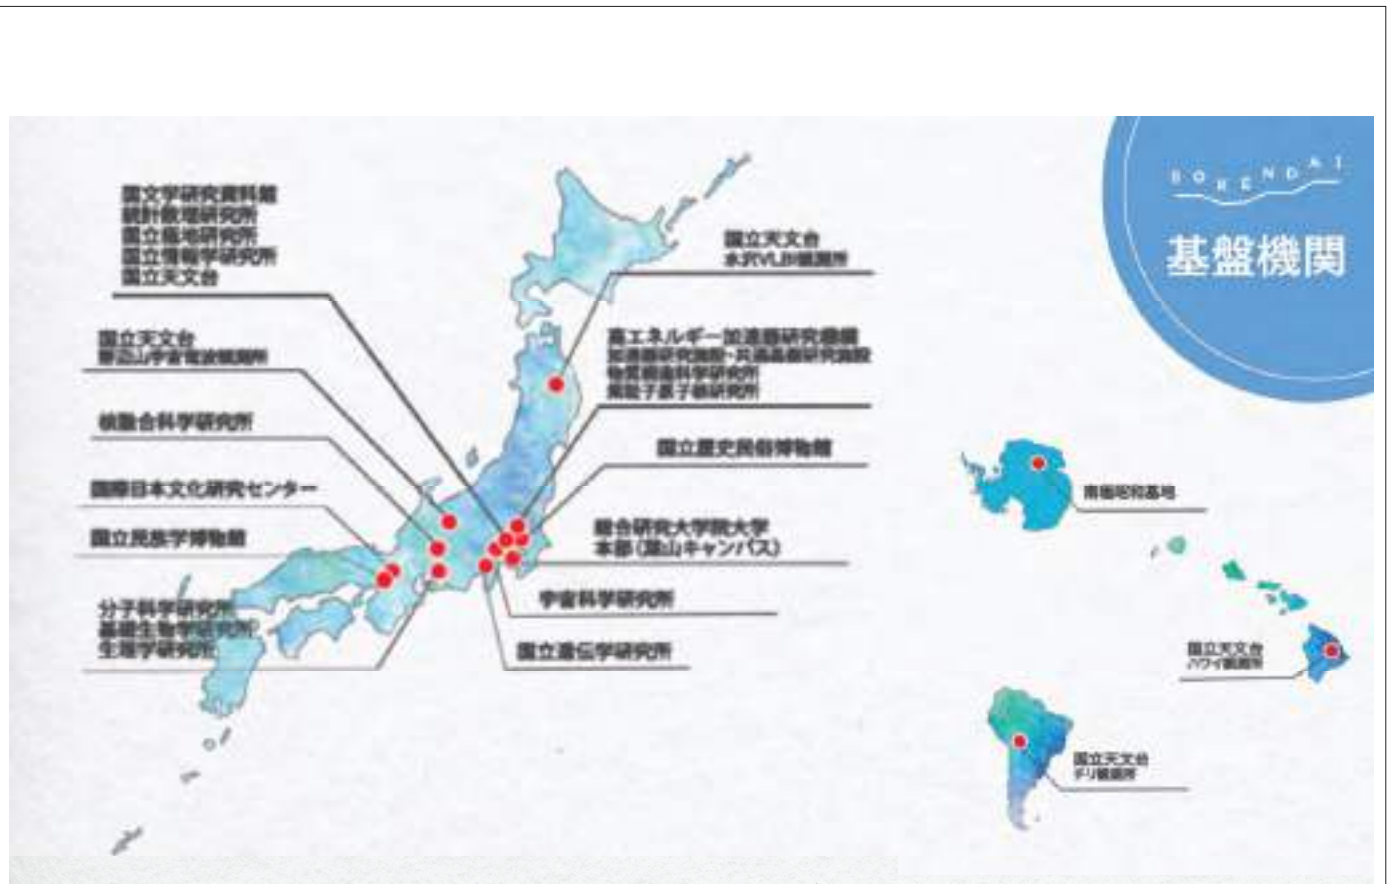 SOKENDAI
基盤機関
国文学研究資料館
統計数理研究所
国立極地研究所
国立情報学研究所
国立天文台
国立天文台
野辺山宇宙電波観測所
核融合科学研究所
国際日本文化研究センター
国立民族学博物館
分子科学研究所
基礎生物学研究所
生理学研究所
国立天文台
水沢VLBI観測所
高エネルギー加速器研究機構
加速器研究施設・共通基盤研究施設
物質構造科学研究所
素粒子原子核研究所
国立歴史民俗博物館
総合研究大学院大学
本部（葉山キャンパス）
宇宙科学研究所
国立遺伝学研究所
南極昭和基地
国立天文台
ハワイ観測所
国立天文台
チリ観測所